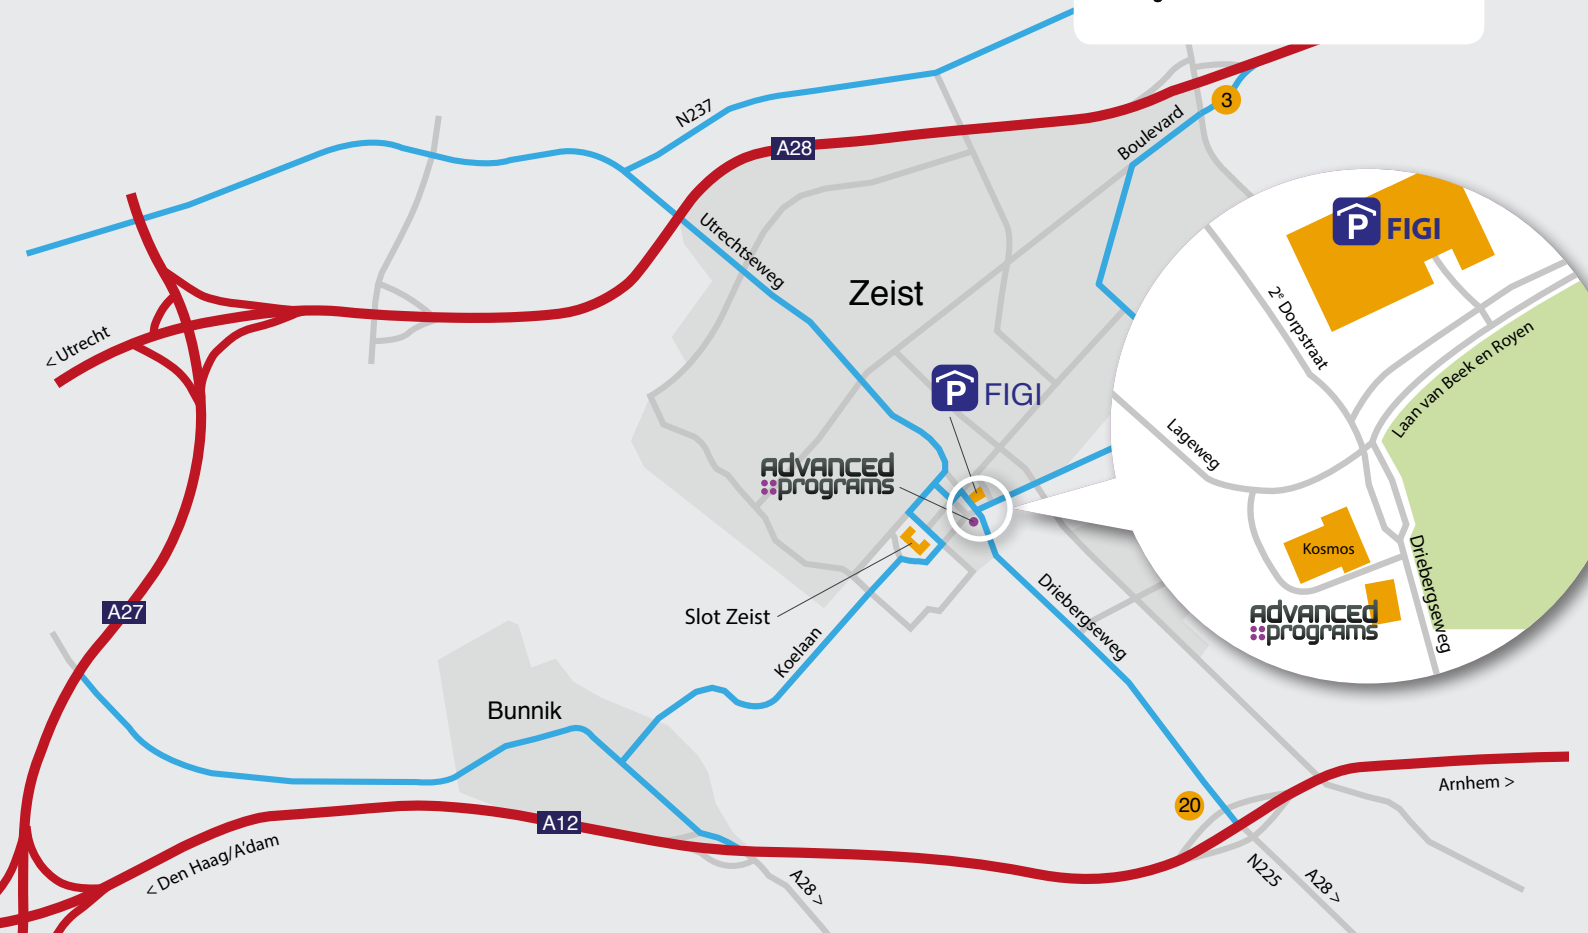 N237
A28
Boulevard
3
Utrechtseweg
Zeist
P FIGI
P FIGI
2e Dorpstraat
Laan van Beek en Royen
< Utrecht
Lageweg
advanced
programs
Kosmos
Driebergseweg
advanced
programs
A27
Slot Zeist
Koelaan
Driebergseweg
Bunnik
A12
20
Arnhem >
< Den Haag/A'dam
A28 >
N225
A28 >